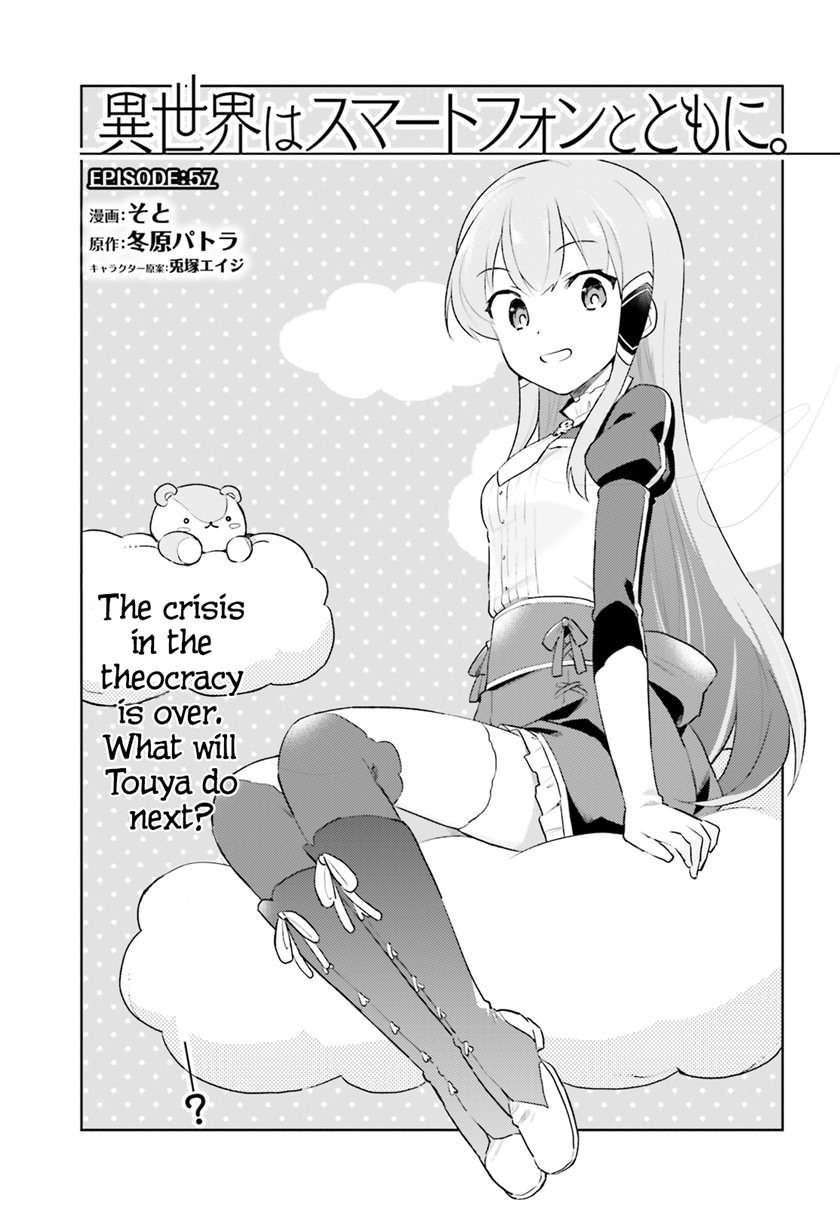 異世界はスマートフォンとともに。
EPISODE:57
漫画:そと
原作:冬原パトラ
キャラクター原案:兎塚エイジ
The crisis
in the
theocracy
is over.
What will
Touya do
next?
?